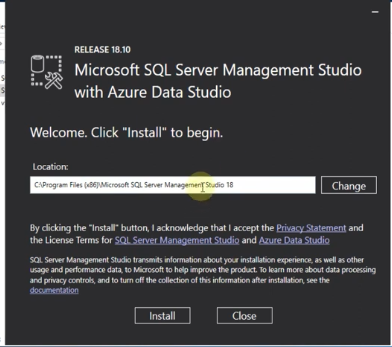 RELEASE 18.10
Microsoft SQL Server Management Studio
with Azure Data Studio
Welcome. Click "Install" to begin.
Location:
C:\Program Files (x86)\Microsoft SQL Server Management Studio 18
Change
By clicking the "Install" button, I acknowledge that I accept the Privacy Statement and
the License Terms for SQL Server Management Studio and Azure Data Studio
SQL Server Management Studio transmits information about your installation experience, as well as other
usage and performance data, to Microsoft to help improve the product. To learn more about data processing
and privacy controls, and to turn off the collection of this information after installation, see the
documentation
Install
Close